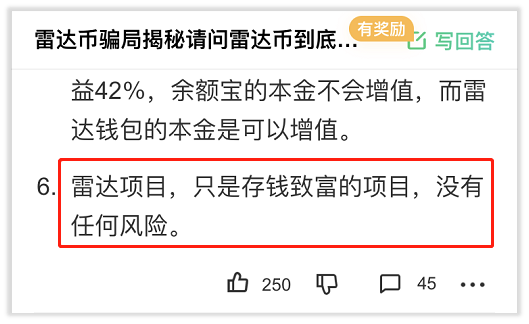 雷达币骗局揭秘请问雷达币到底...
有奖励
写回答
益42%，余额宝的本金不会增值，而雷
达钱包的本金是可以增值。
6. 雷达项目，只是存钱致富的项目，没有
任何风险。
250
45